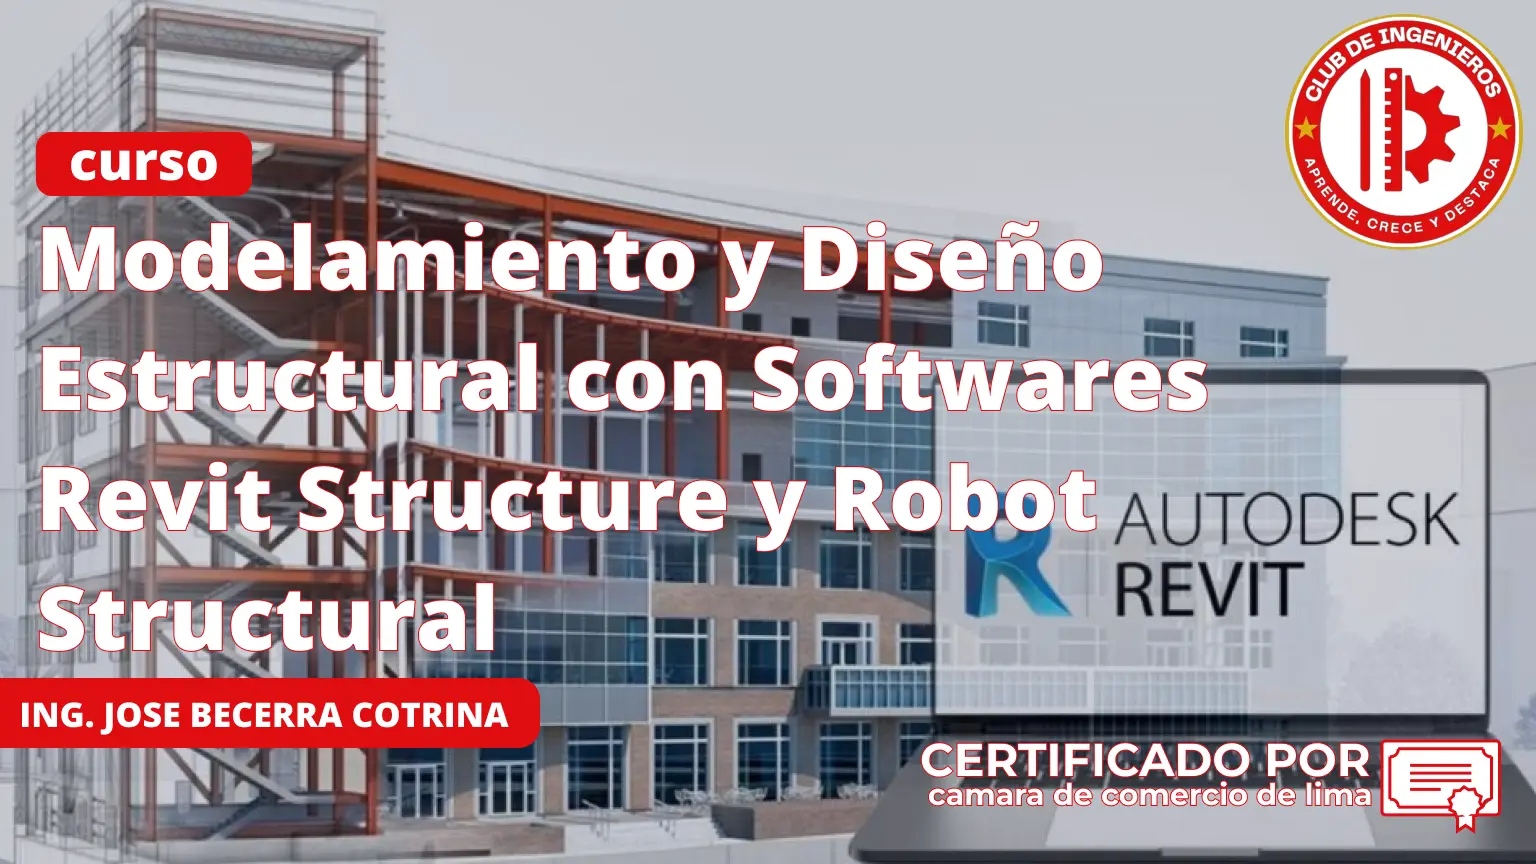 CLUB DE INGENIEROS
APRENDE, CRECE Y DESTACA
curso
Modelamiento y Diseño
Estructural con Softwares
Revit Structure y Robot
Structural
AUTODESK
REVIT
ING. JOSE BECERRA COTRINA
CERTIFICADO POR
camara de comercio de lima